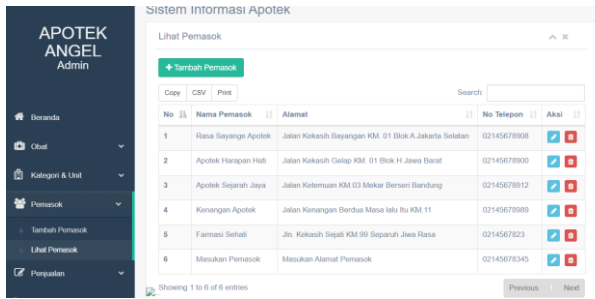 Sistem Informasi Apotek
APOTEK
ANGEL
Admin
Beranda
Obat
Kategori & Unit
Pemasok
Tambah Pemasok
Lihat Pemasok
Penjualan
Lihat Pemasok
+ Tambah Pemasok
Copy CSV Print
Search:
No Nama Pemasok Alamat No Telepon Aksi
1 Rasa Sayange Apotek Jalan Kekasih Bayangan KM. 01 Blok A Jakarta Selatan 02145678908
2 Apotek Harapan Hati Jalan Kekasih Gelap KM. 01 Blok H Jawa Barat 02145678900
3 Apotek Sejarah Jaya Jalan Ketemuan KM.03 Mekar Berseri Bandung 02145678912
4 Kenangan Apotek Jalan Kenangan Berdua Masa lalu Itu KM.11 02145678989
5 Farmasi Sehati Jln. Kekasih Sejati KM.99 Separuh Jiwa Rasa 0214567823
6 Masukan Pemasok Masukan Alamat Pemasok 02145678345
Showing 1 to 6 of 6 entries
Previous 1 Next